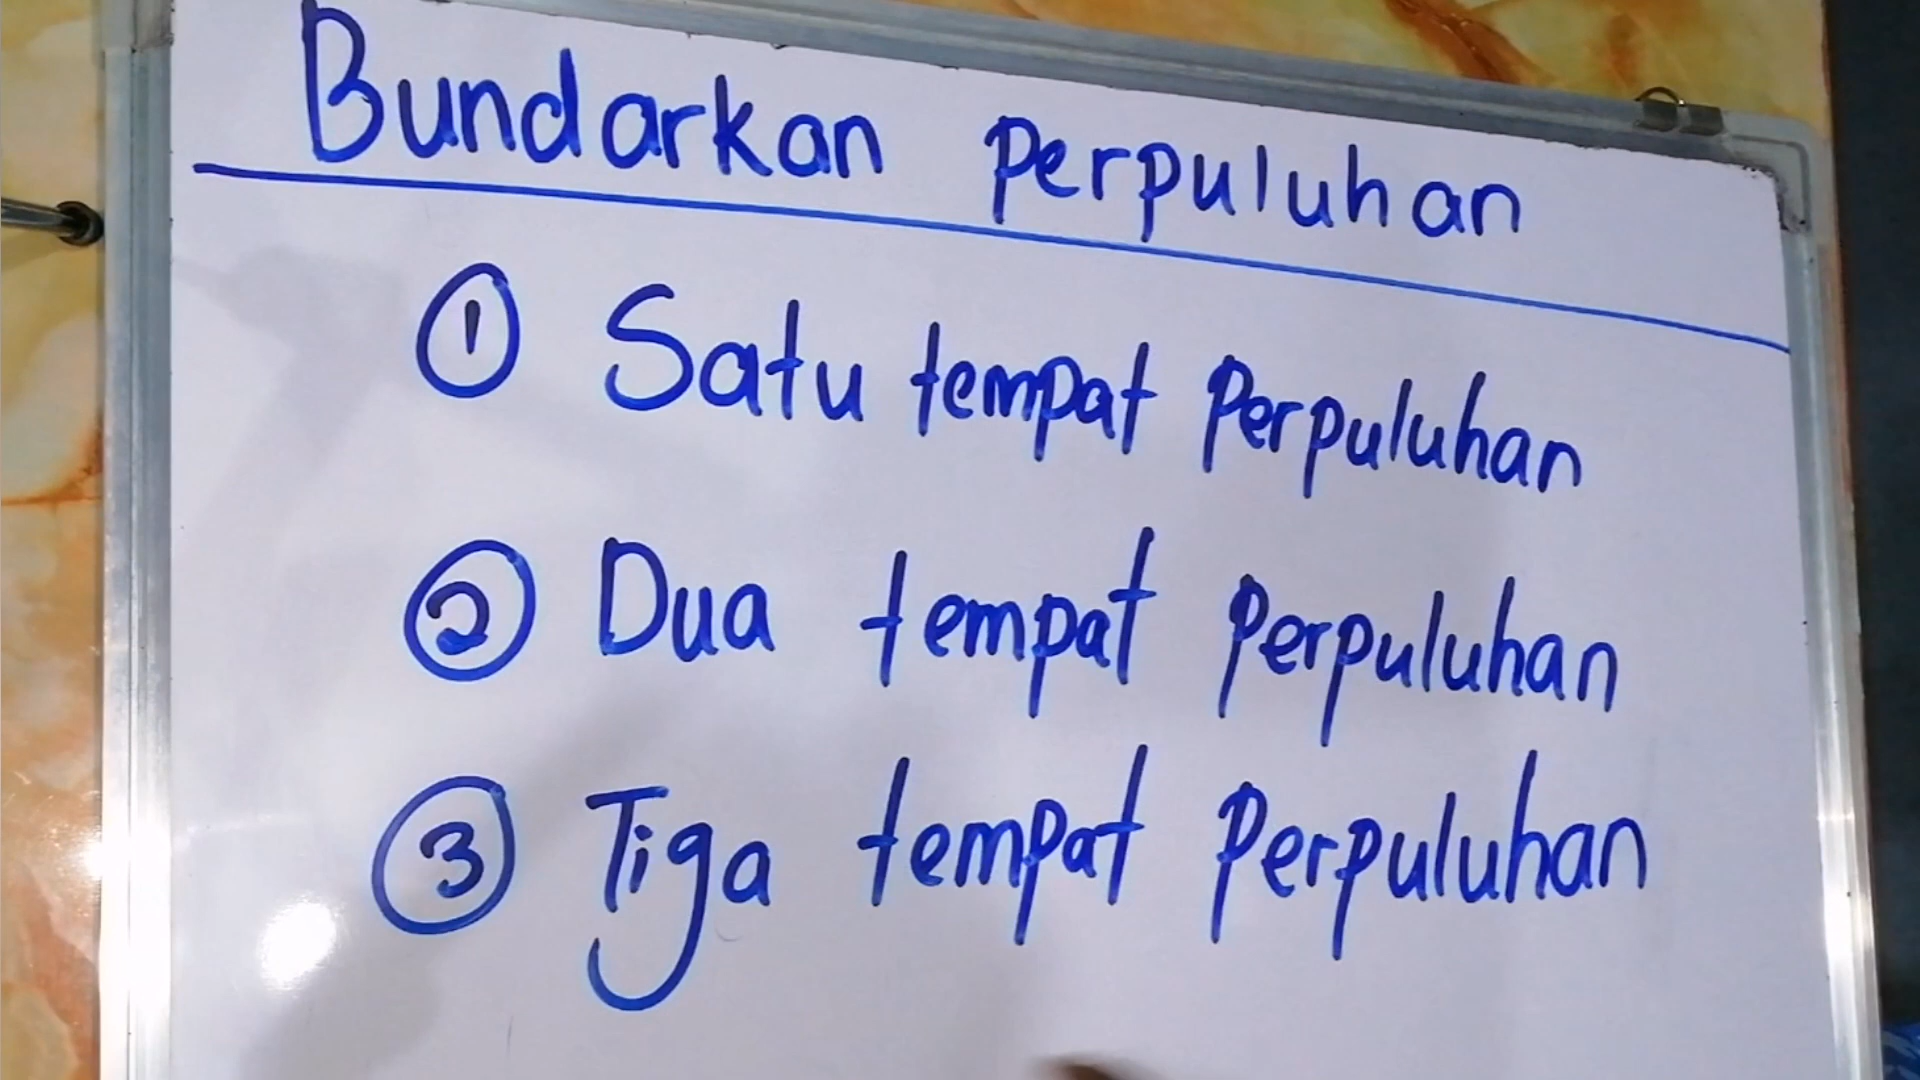 Bundarkan perpuluhan
① Satu tempat Perpuluhan
② Dua tempat Perpuluhan
③ Tiga tempat Perpuluhan